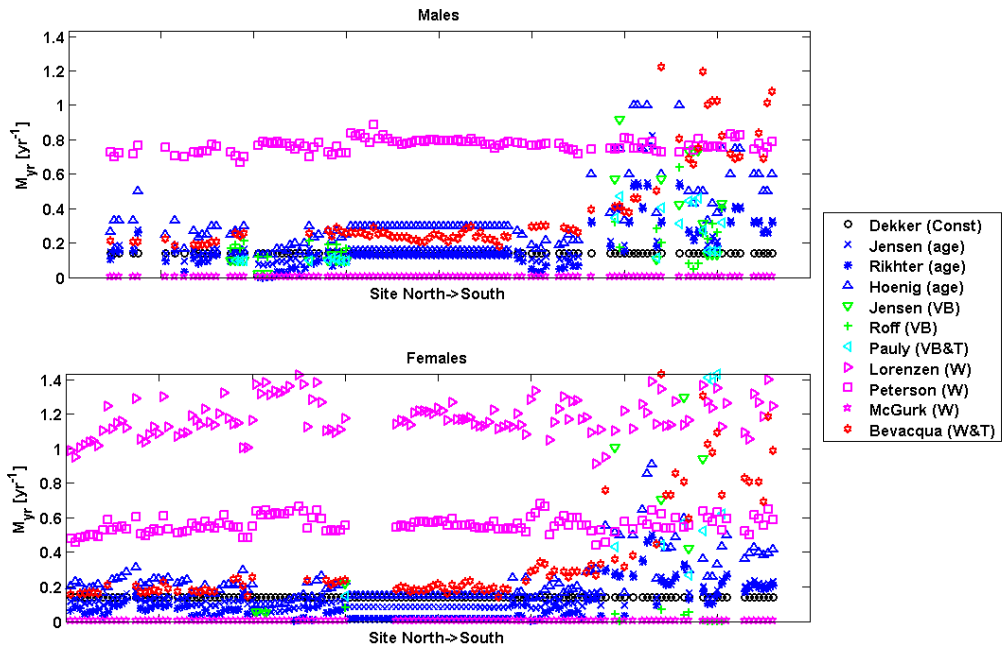 Males
1.4
1.2
1
0.8
0.6
0.4
0.2
0
M_yr [yr^-1]
Site North->South
Females
1.4
1.2
1
0.8
0.6
0.4
0.2
0
M_yr [yr^-1]
Site North->South
Dekker (Const)
Jensen (age)
Rikhter (age)
Hoenig (age)
Jensen (VB)
Roff (VB)
Pauly (VB&T)
Lorenzen (W)
Peterson (W)
McGurk (W)
Bevacqua (W&T)